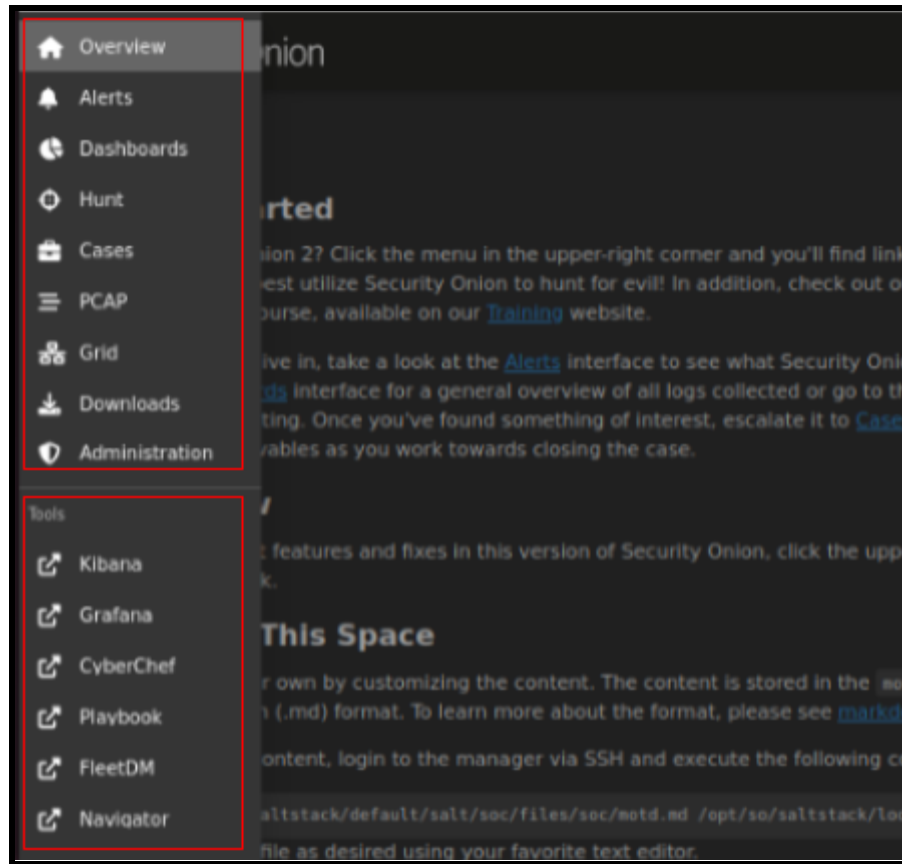 Overview
Alerts
Dashboards
Hunt
Cases
PCAP
Grid
Downloads
Administration
Tools
Kibana
Grafana
CyberChef
Playbook
FleetDM
Navigator
nion
rted
ion 2? Click the menu in the upper-right corner and you'll find link
est utilize Security Onion to hunt for evil! In addition, check out o
urse, available on our Training website.
ive in, take a look at the Alerts interface to see what Security Oni
ds interface for a general overview of all logs collected or go to th
ting. Once you've found something of interest, escalate it to Case
ables as you work towards closing the case.
t features and fixes in this version of Security Onion, click the upp
k.
This Space
r own by customizing the content. The content is stored in the mo
n (.md) format. To learn more about the format, please see markd
ontent, login to the manager via SSH and execute the following c
altstack/default/salt/soc/files/soc/motd.md /opt/so/saltstack/loc
file as desired using your favorite text editor.